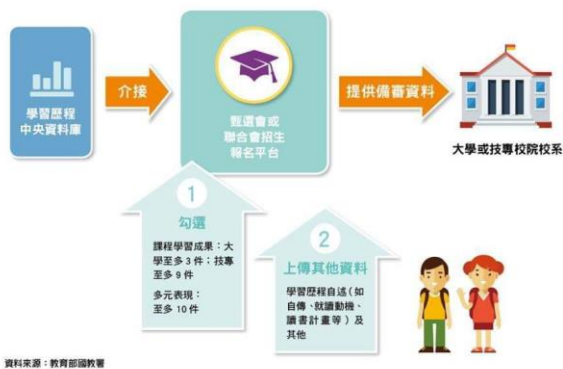 學習歷程
中央資料庫
介接
甄選會或
聯合會招生
報名平台
提供備審資料
大學或技專校院校系
1
勾選
課程學習成果：大
學至多 3 件；技專
至多 9 件
多元表現：
至多 10 件
2
上傳其他資料
學習歷程自述（如
自傳、就讀動機、
讀書計畫等）及
其他
資料來源：教育部國教署